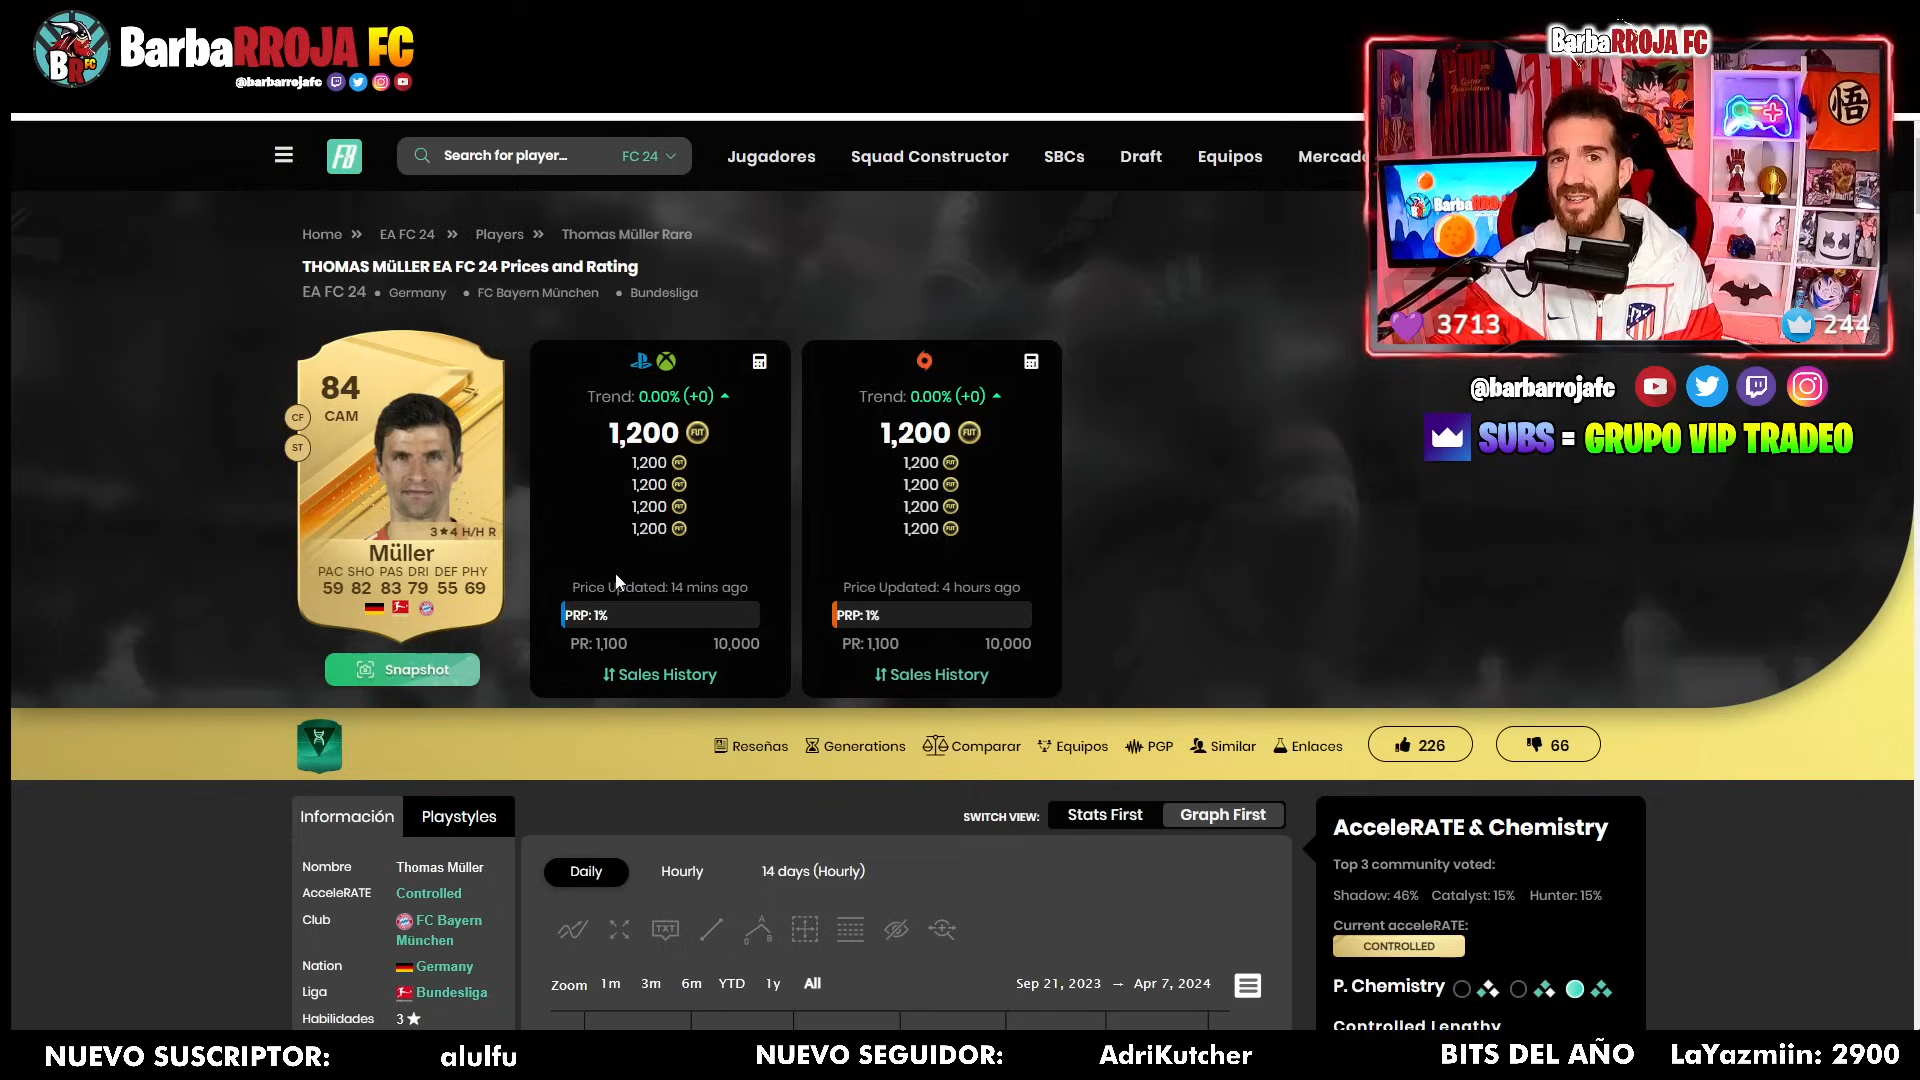 BarbaRROJA FC
@barbarrojafc
BR FC
BarbaRROJA FC
FB
Search for player...
FC 24
Jugadores
Squad Constructor
SBCs
Draft
Equipos
Mercado
Home » EA FC 24 » Players » Thomas Müller Rare
THOMAS MüLLER EA FC 24 Prices and Rating
EA FC 24 • Germany • FC Bayern München • Bundesliga
3713
244
@barbarrojafc
SUBS = GRUPO VIP TRADEO
84
CAM
CF
ST
3★4 H/H R
Müller
PAC SHO PAS DRI DEF PHY
59 82 83 79 55 69
Snapshot
Trend: 0.00% (+0)
1,200
1,200
1,200
1,200
1,200
Price Updated: 14 mins ago
PRP: 1%
PR: 1,100 10,000
Sales History
Trend: 0.00% (+0)
1,200
1,200
1,200
1,200
1,200
Price Updated: 4 hours ago
PRP: 1%
PR: 1,100 10,000
Sales History
Reseñas
Generations
Comparar
Equipos
PGP
Similar
Enlaces
226
66
Información
Playstyles
Nombre Thomas Müller
AcceleRATE Controlled
Club FC Bayern
München
Nation Germany
Liga Bundesliga
Habilidades 3 ★
SWITCH VIEW: Stats First Graph First
Daily Hourly 14 days (Hourly)
TXT
Zoom 1m 3m 6m YTD 1y All
Sep 21, 2023 → Apr 7, 2024
AcceleRATE & Chemistry
Top 3 community voted:
Shadow: 46% Catalyst: 15% Hunter: 15%
Current acceleRATE:
CONTROLLED
P. Chemistry
Controlled Lengthy
NUEVO SUSCRIPTOR: alulfu
NUEVO SEGUIDOR: AdriKutcher
BITS DEL AÑO LaYazmiin: 2900